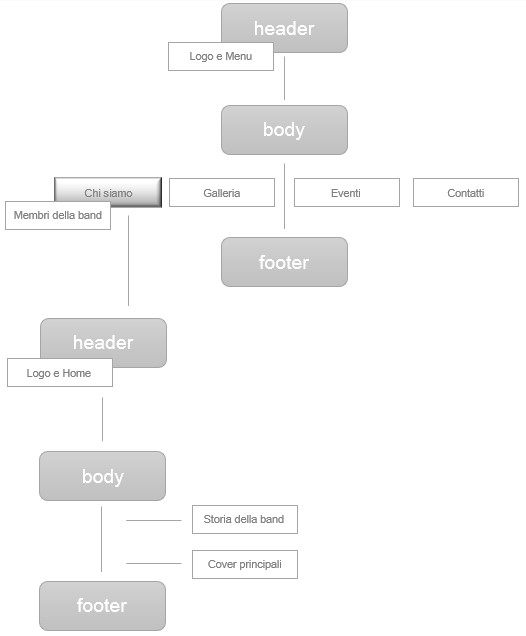 header
Logo e Menu
body
Chi siamo
Galleria
Eventi
Contatti
Membri della band
footer
header
Logo e Home
body
Storia della band
Cover principali
footer